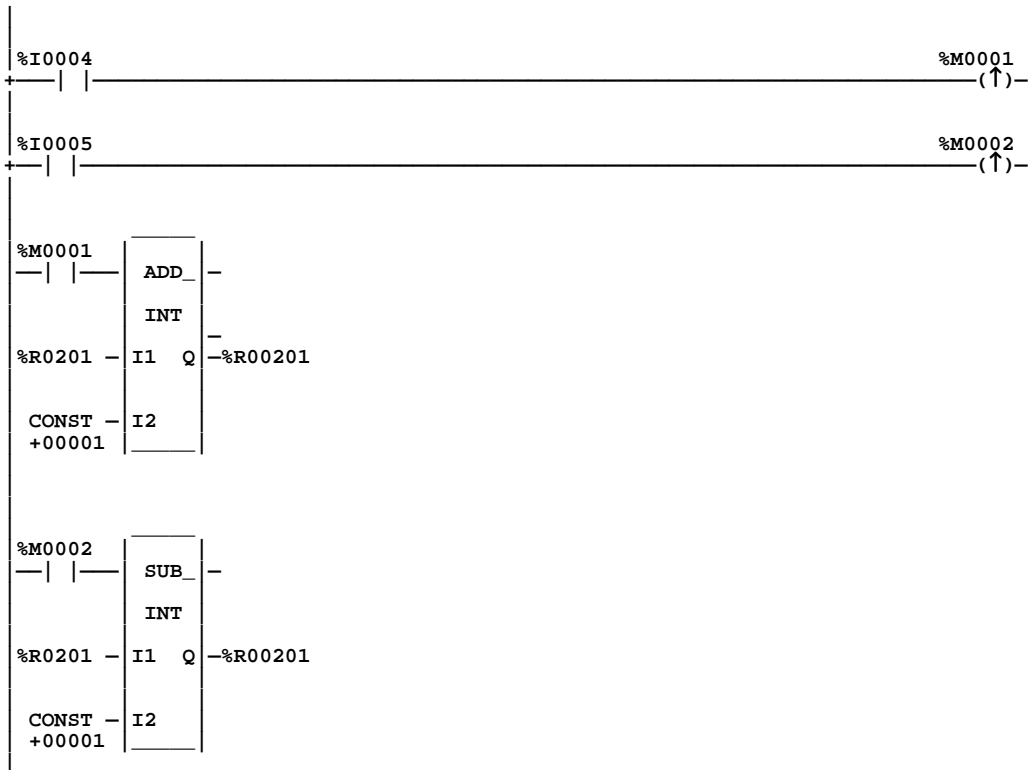 %I0004 %M0001
(↑)
%I0005 %M0002
(↑)
%M0001
ADD_
INT
%R0201 I1 Q %R00201
CONST I2
+00001
%M0002
SUB_
INT
%R0201 I1 Q %R00201
CONST I2
+00001